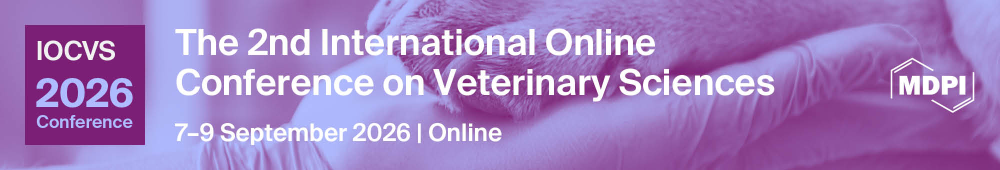 IOCVS
2026
Conference
The 2nd International Online
Conference on Veterinary Sciences
7–9 September 2026 | Online
MDPI